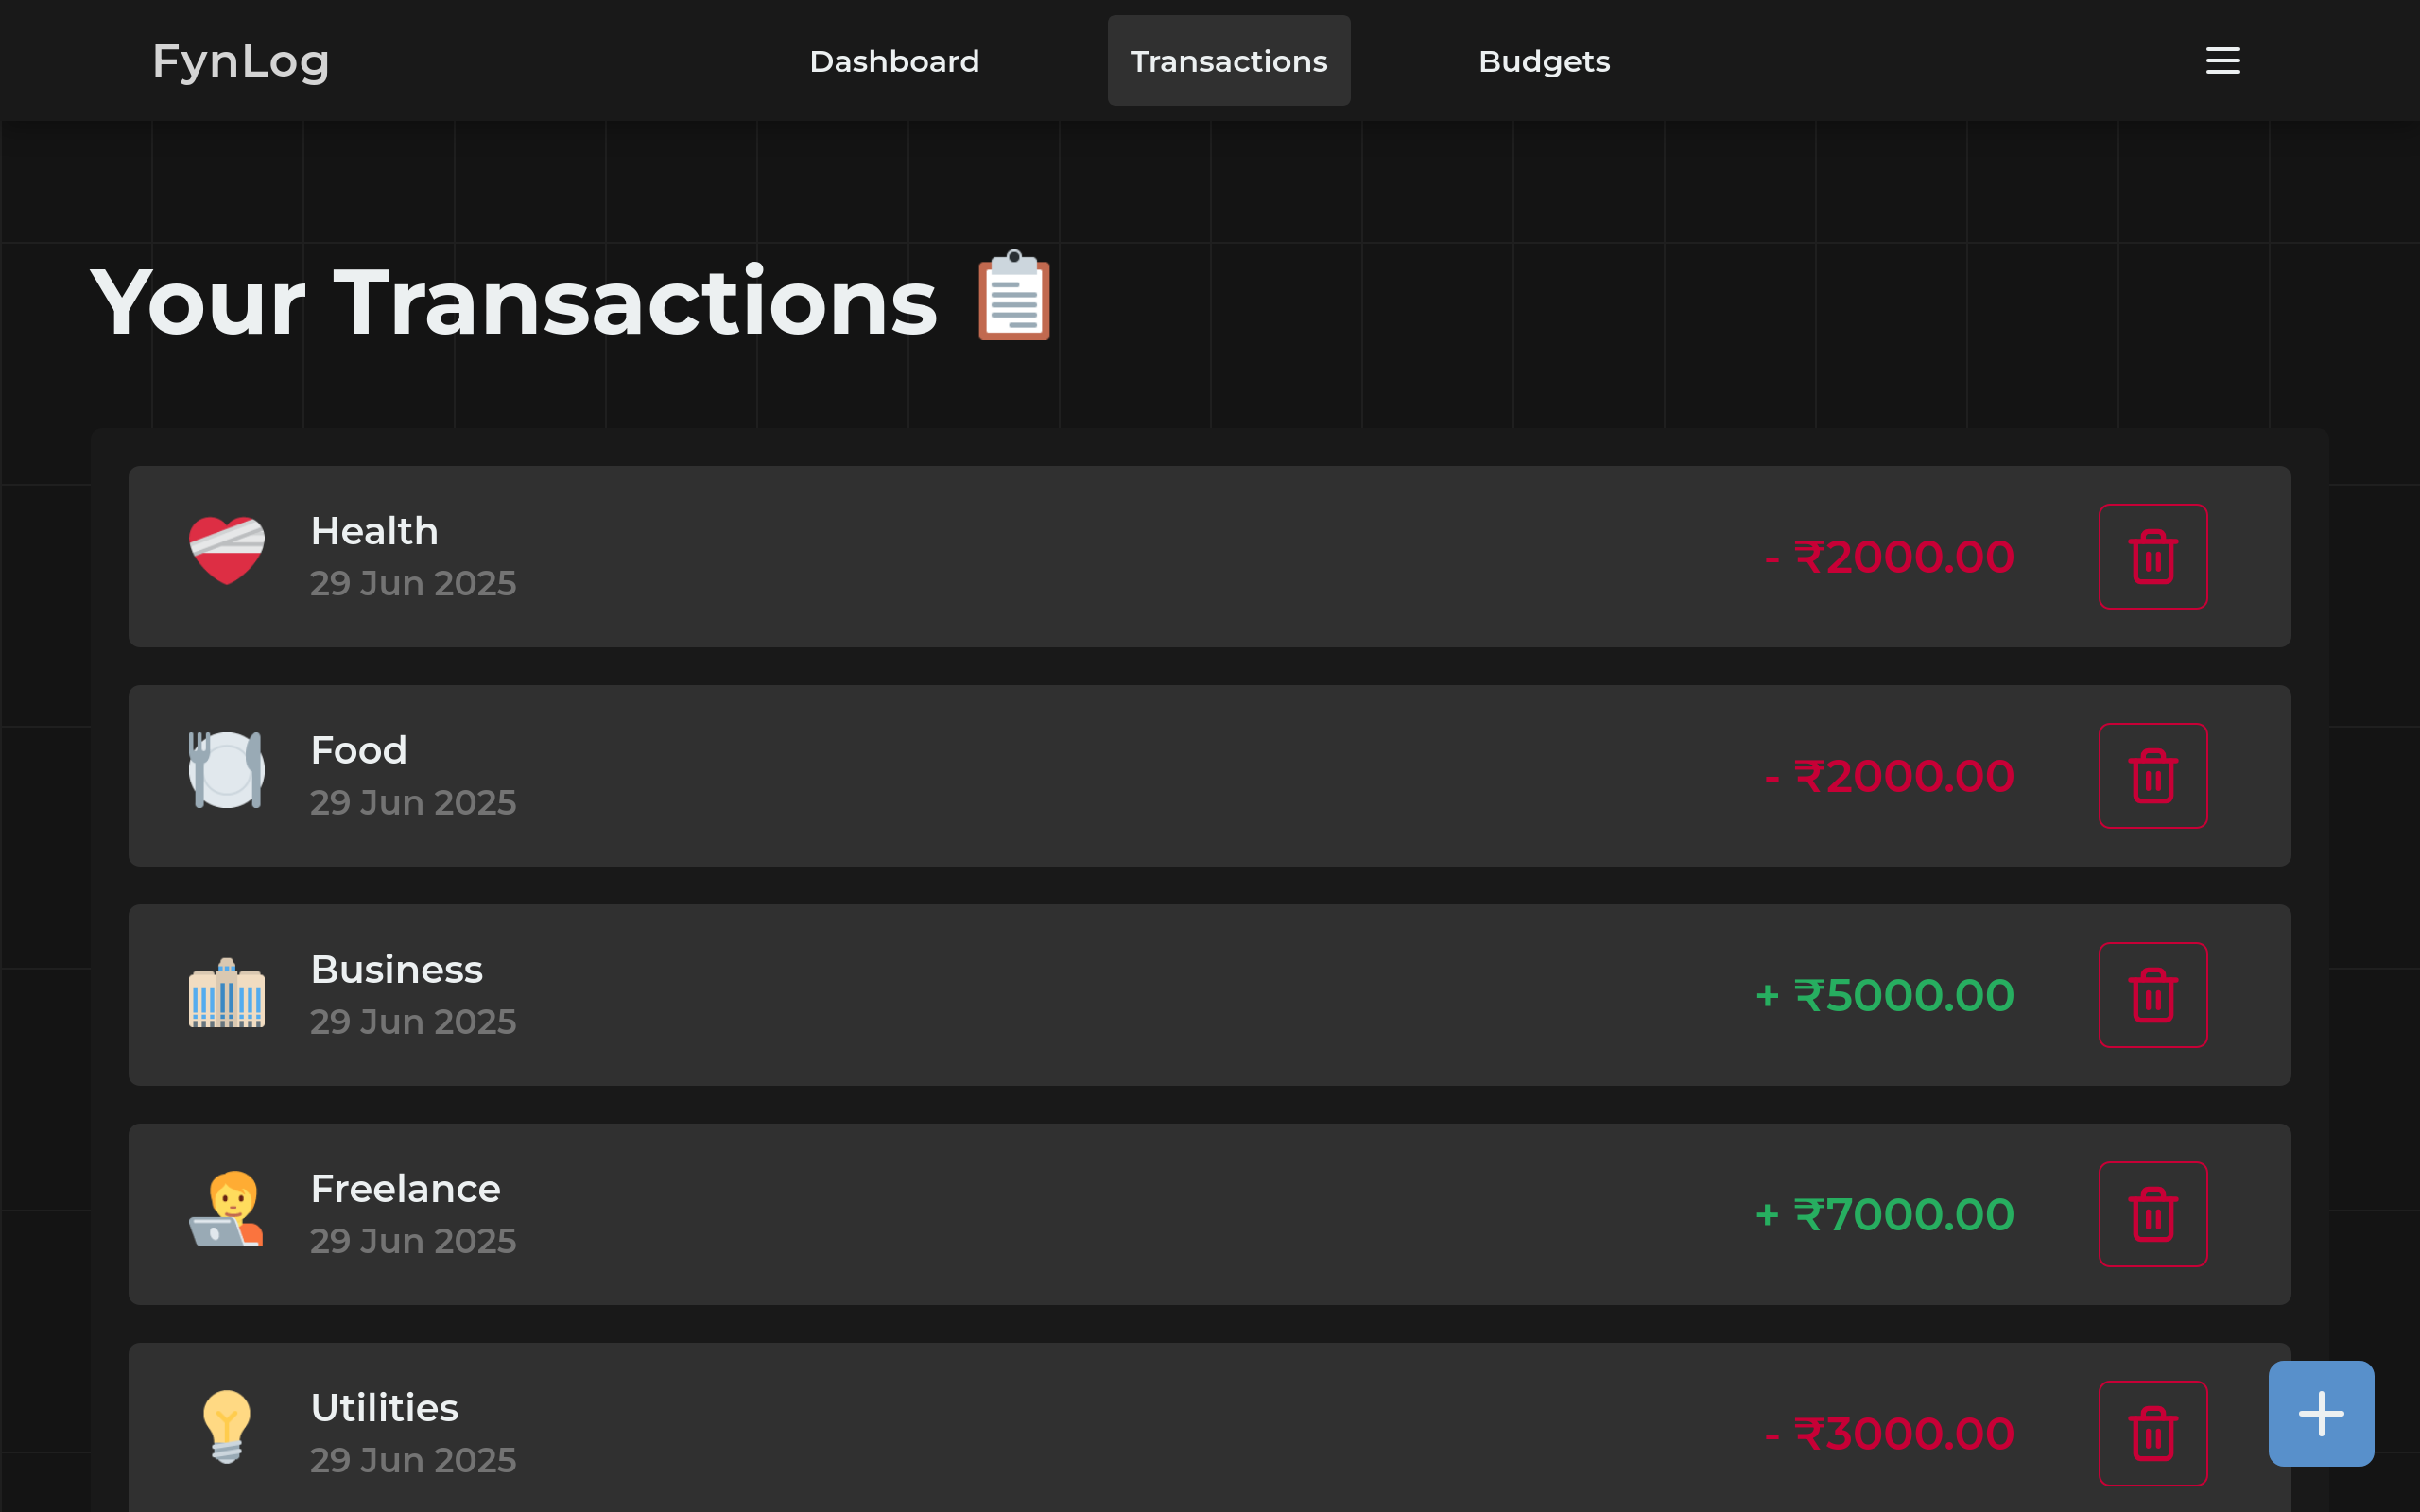 FynLog
Dashboard
Transactions
Budgets
Your Transactions
Health
29 Jun 2025
- ₹2000.00
Food
29 Jun 2025
- ₹2000.00
Business
29 Jun 2025
+ ₹5000.00
Freelance
29 Jun 2025
+ ₹7000.00
Utilities
29 Jun 2025
- ₹3000.00